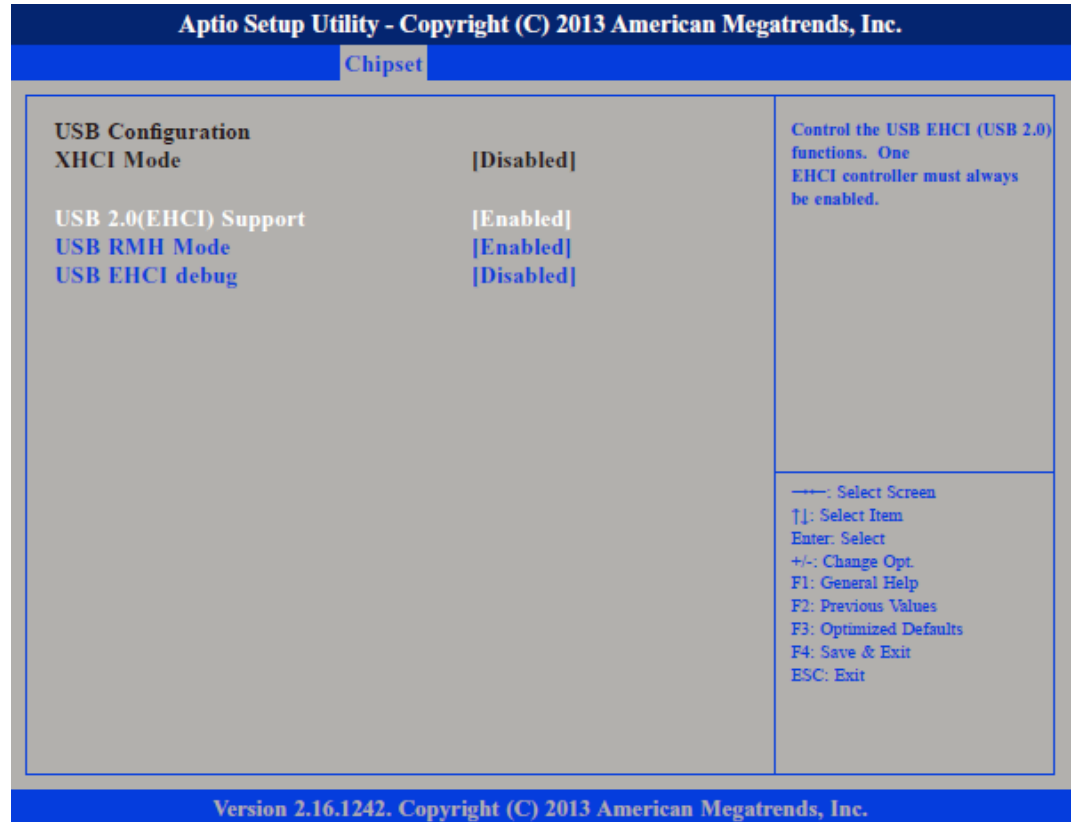 Aptio Setup Utility - Copyright (C) 2013 American Megatrends, Inc.
Chipset
USB Configuration
XHCI Mode [Disabled]
USB 2.0(EHCI) Support [Enabled]
USB RMH Mode [Enabled]
USB EHCI debug [Disabled]
Control the USB EHCI (USB 2.0)
functions. One
EHCI controller must always
be enabled.
→←: Select Screen
↑↓: Select Item
Enter: Select
+/-: Change Opt.
F1: General Help
F2: Previous Values
F3: Optimized Defaults
F4: Save & Exit
ESC: Exit
Version 2.16.1242. Copyright (C) 2013 American Megatrends, Inc.